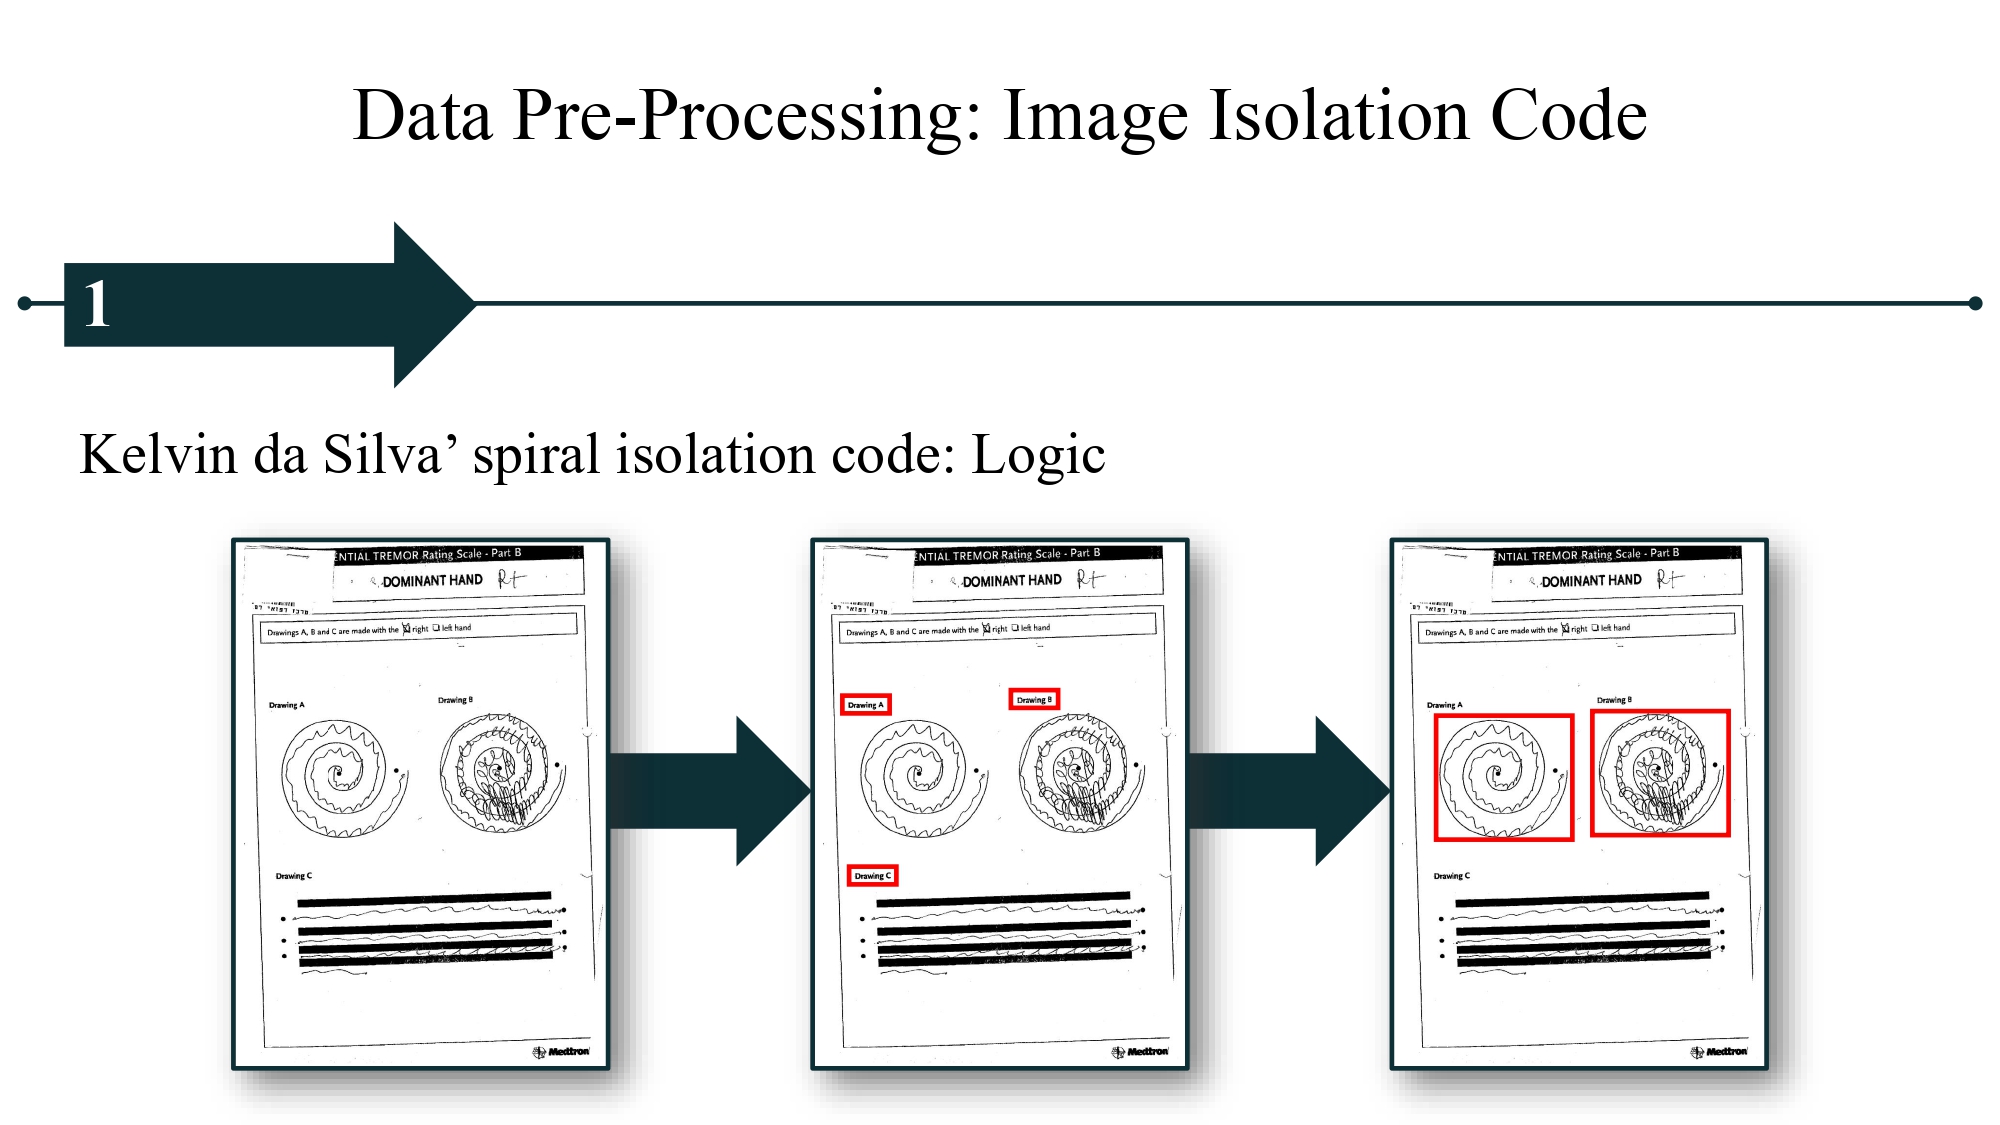 Data Pre-Processing: Image Isolation Code
1
Kelvin da Silva’ spiral isolation code: Logic
ENTIAL TREMOR Rating Scale - Part B
DOMINANT HAND Rt
Drawings A, B and C are made with the right left hand
Drawing A
Drawing B
Drawing C
Medtron
ENTIAL TREMOR Rating Scale - Part B
DOMINANT HAND Rt
Drawings A, B and C are made with the right left hand
Drawing A
Drawing B
Drawing C
Medtron
ENTIAL TREMOR Rating Scale - Part B
DOMINANT HAND Rt
Drawings A, B and C are made with the right left hand
Drawing A
Drawing B
Drawing C
Medtron